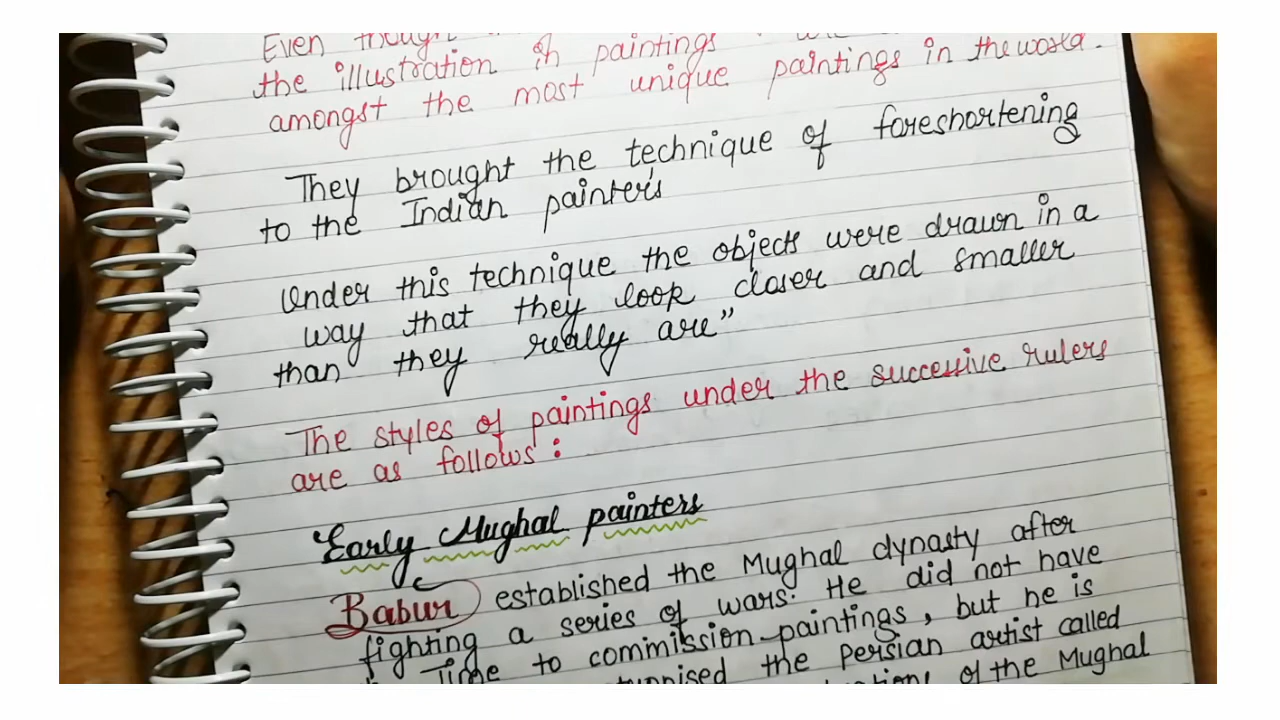 Even though
the illustration in paintings
amongst the most unique paintings in the world.
They brought the technique of foreshortening
to the Indian painters
Under this technique the objects were drawn in a
way that they look closer and smaller
than they really are"
The styles of paintings under the successive rulers
are as follows :
Early Mughal painters
Babur established the Mughal dynasty after
fighting a series of wars. He did not have
Time to commission paintings, but he is
the Persian artist called
of the Mughal